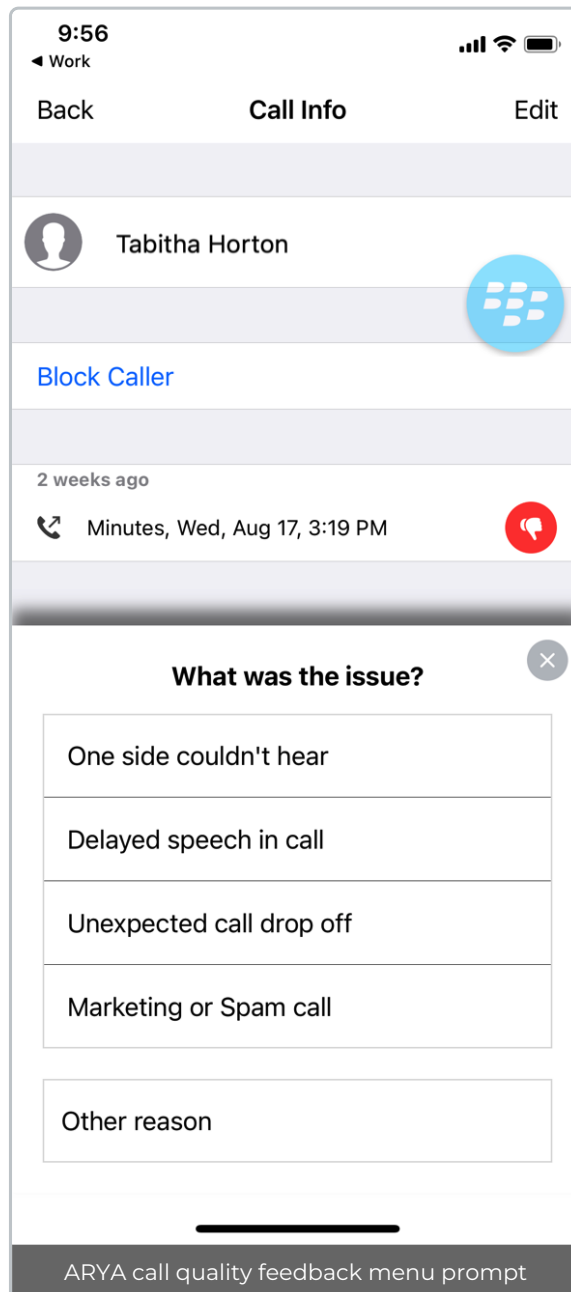 9:56
◀ Work
Back Call Info Edit
Tabitha Horton
Block Caller
2 weeks ago
Minutes, Wed, Aug 17, 3:19 PM
What was the issue?
One side couldn't hear
Delayed speech in call
Unexpected call drop off
Marketing or Spam call
Other reason
ARYA call quality feedback menu prompt